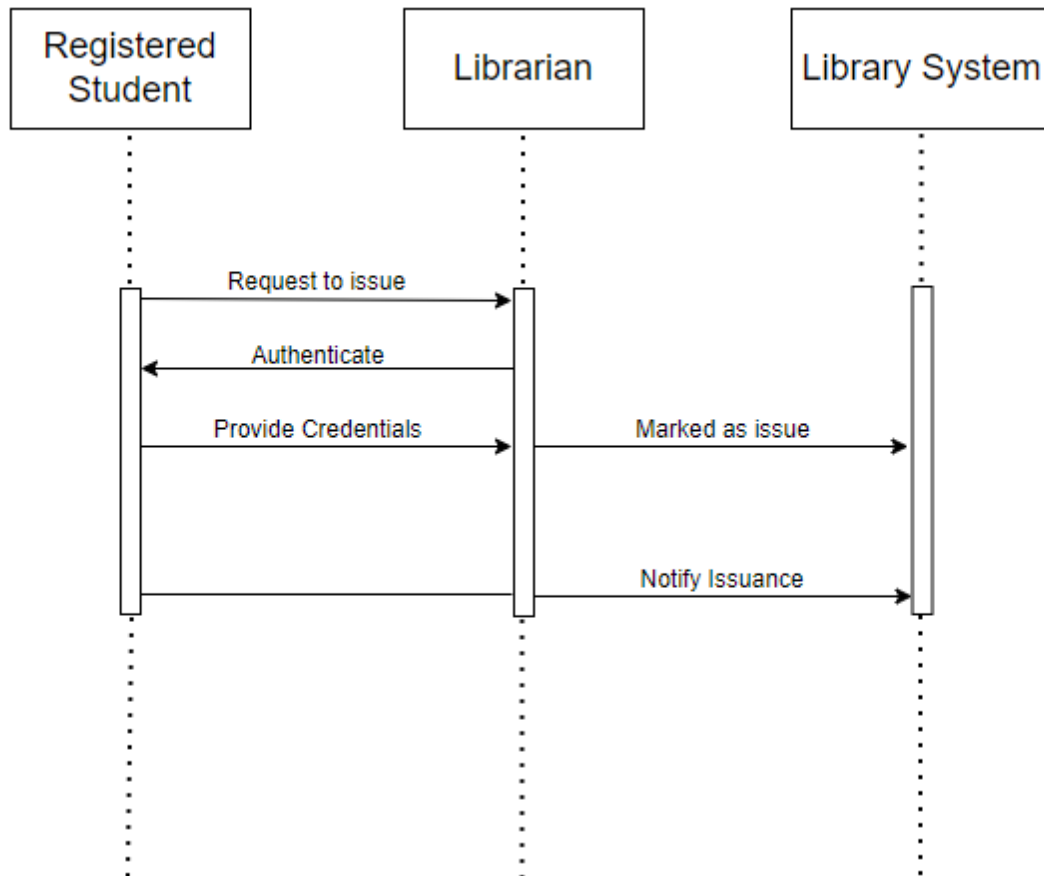 Registered
Student
Librarian
Library System
Request to issue
Authenticate
Provide Credentials
Marked as issue
Notify Issuance